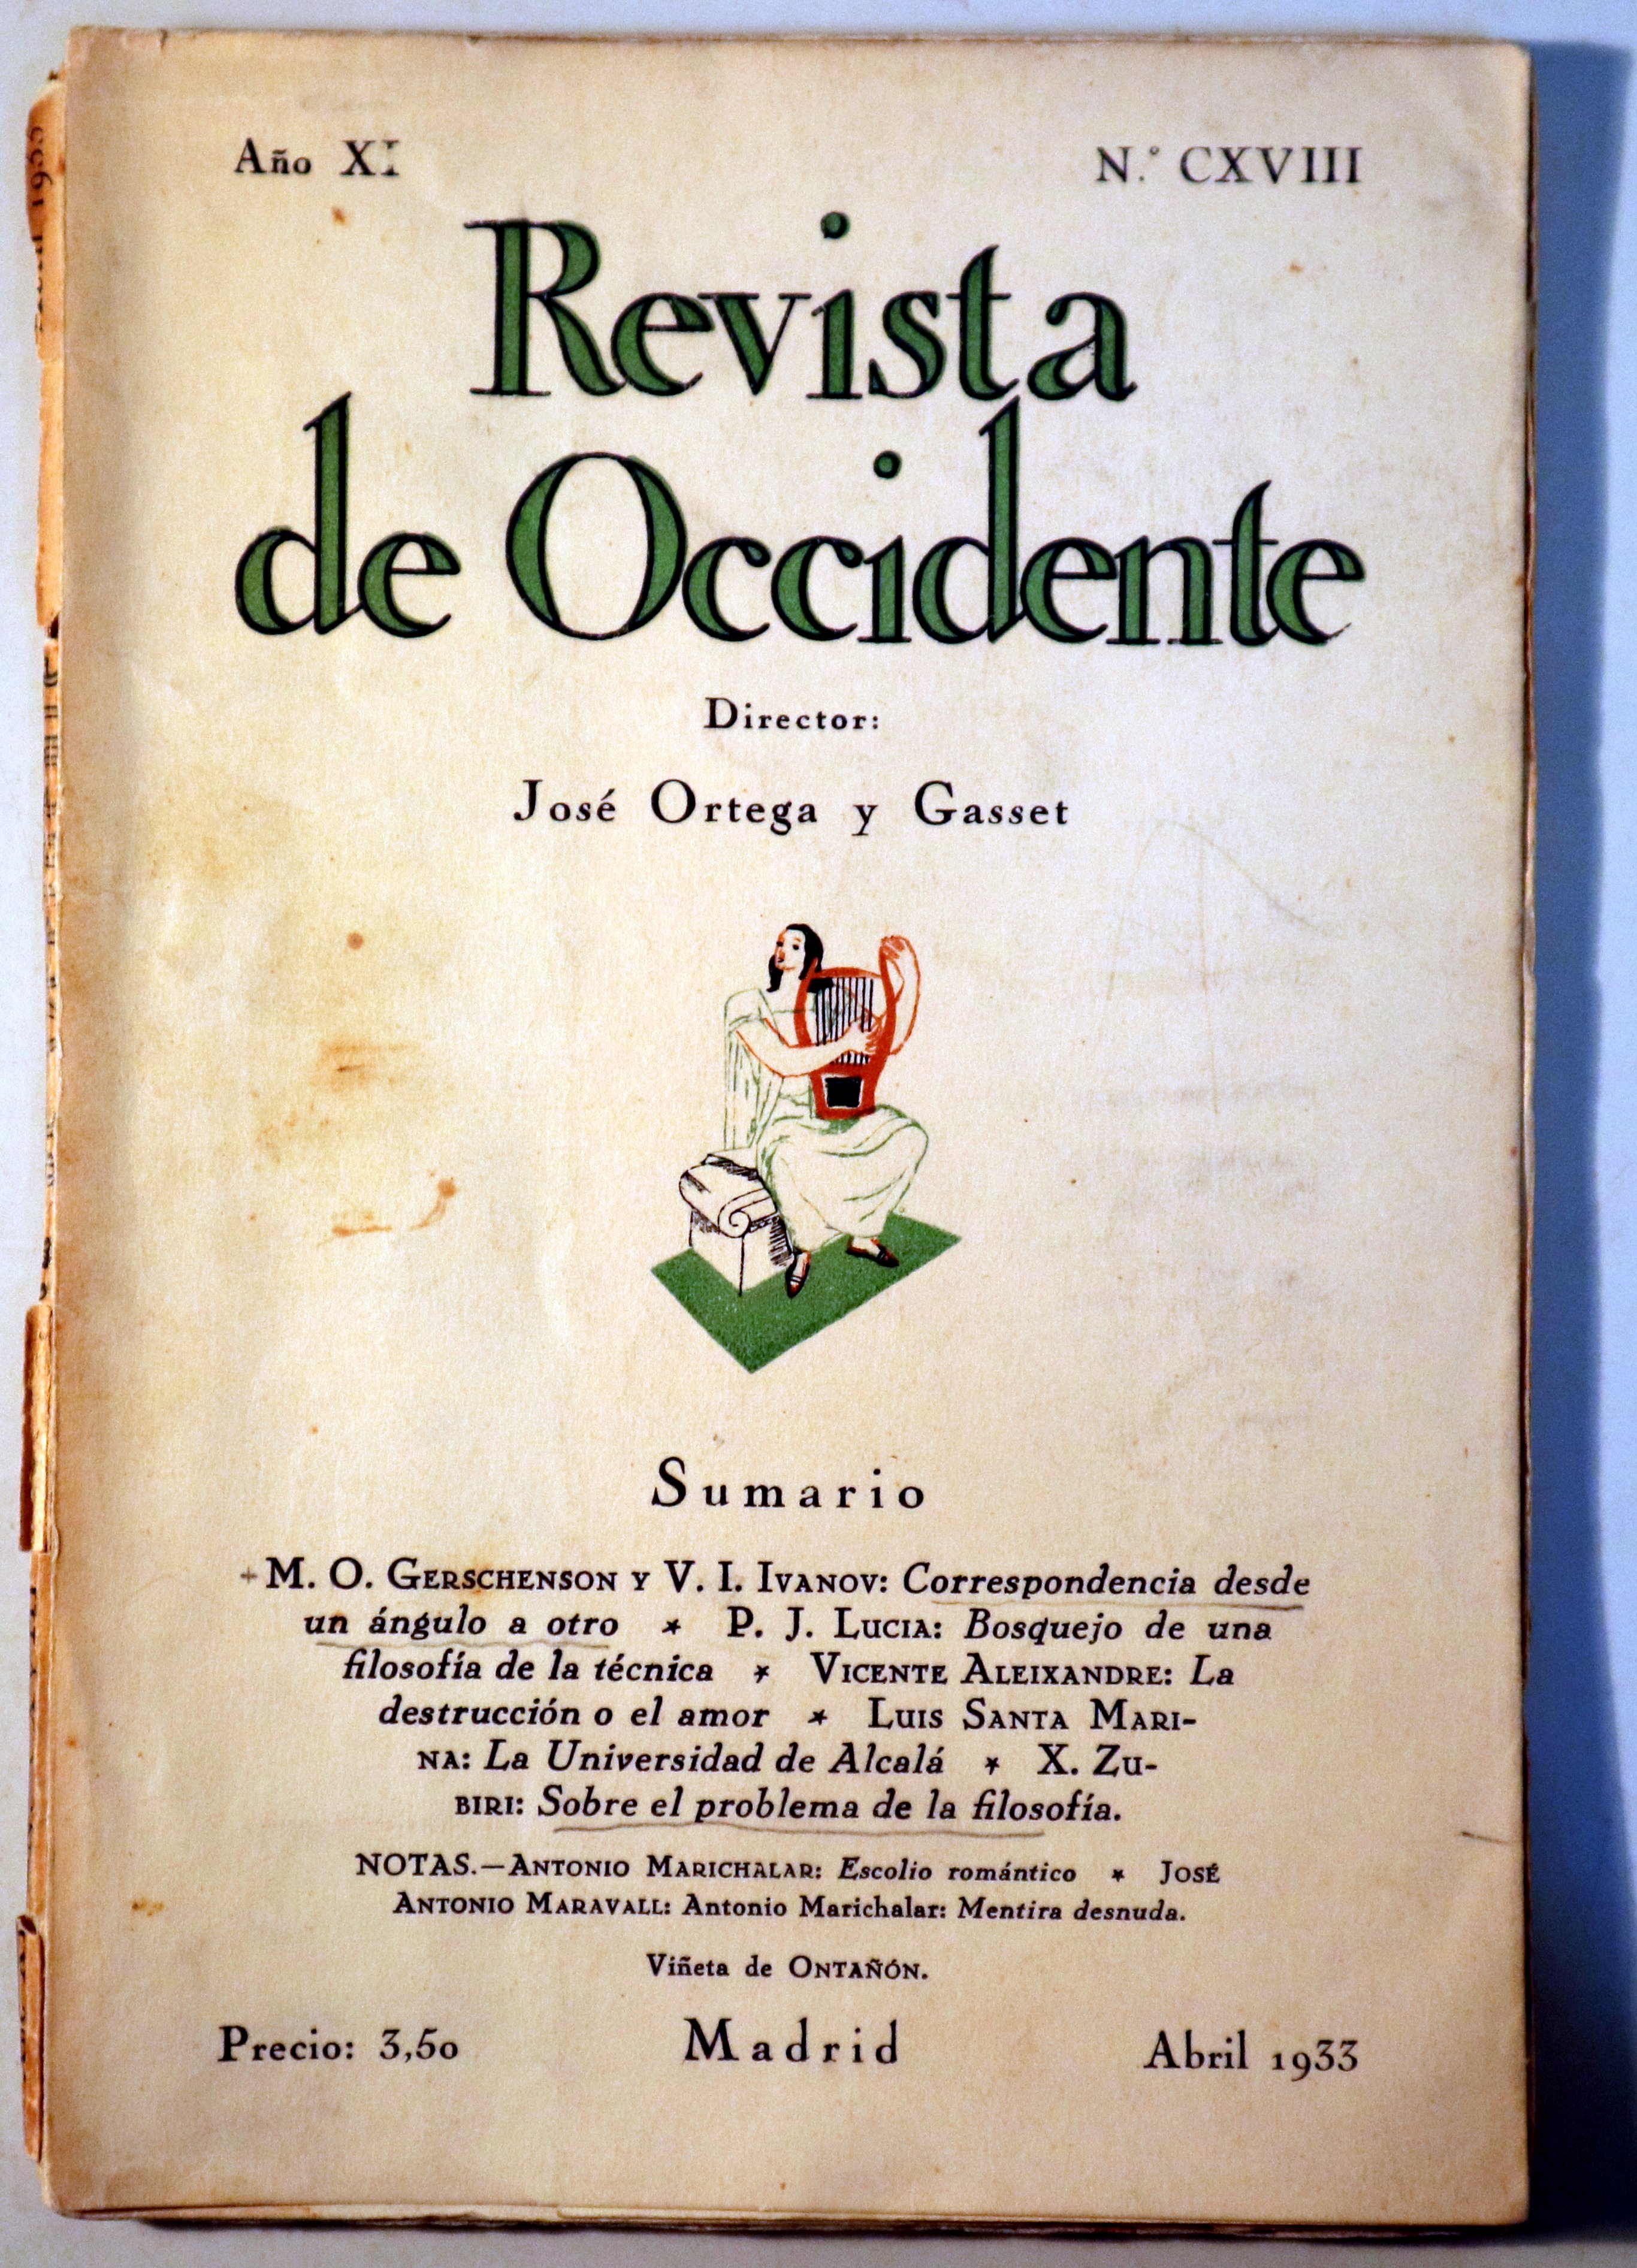 Año XI
N.º CXVIII
Revista
de Occidente
Director:
José Ortega y Gasset
Sumario
M. O. GERSCHENSON Y V. I. IVANOV: Correspondencia desde
un ángulo a otro * P. J. LUCIA: Bosquejo de una
filosofía de la técnica * VICENTE ALEIXANDRE: La
destrucción o el amor * LUIS SANTA MARI-
NA: La Universidad de Alcalá * X. ZU-
BIRI: Sobre el problema de la filosofía.
NOTAS.—ANTONIO MARICHALAR: Escolio romántico * JOSÉ
ANTONIO MARAVALL: Antonio Marichalar: Mentira desnuda.
Viñeta de ONTAÑÓN.
Precio: 3,50
Madrid
Abril 1933